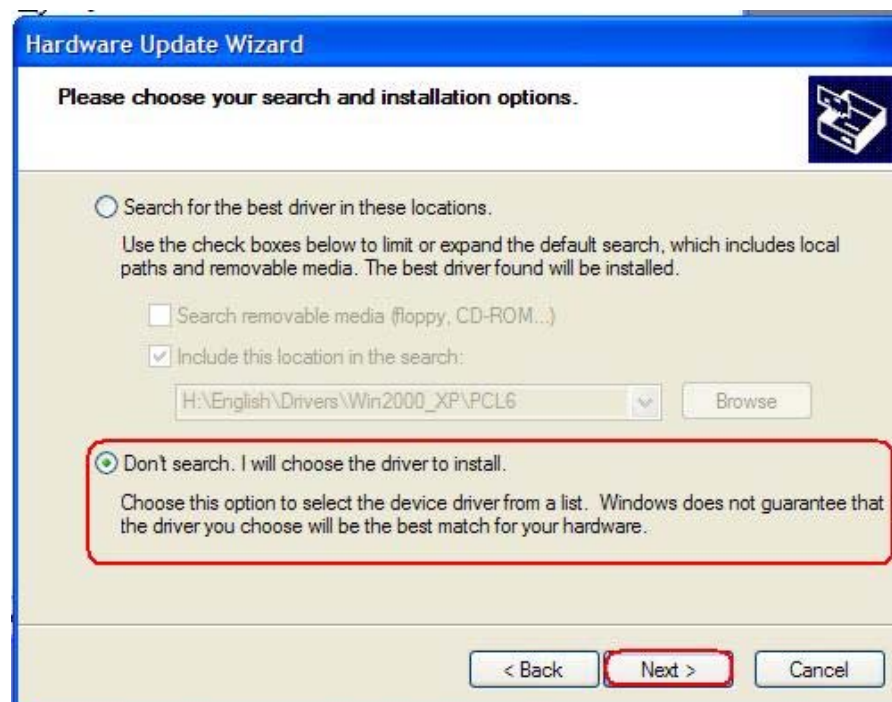 Hardware Update Wizard
Please choose your search and installation options.
Search for the best driver in these locations.
Use the check boxes below to limit or expand the default search, which includes local
paths and removable media. The best driver found will be installed.
Search removable media (floppy, CD-ROM...)
Include this location in the search:
H:\English\Drivers\Win2000_XP\PCL6
Browse
Don't search. I will choose the driver to install.
Choose this option to select the device driver from a list. Windows does not guarantee that
the driver you choose will be the best match for your hardware.
< Back Next > Cancel